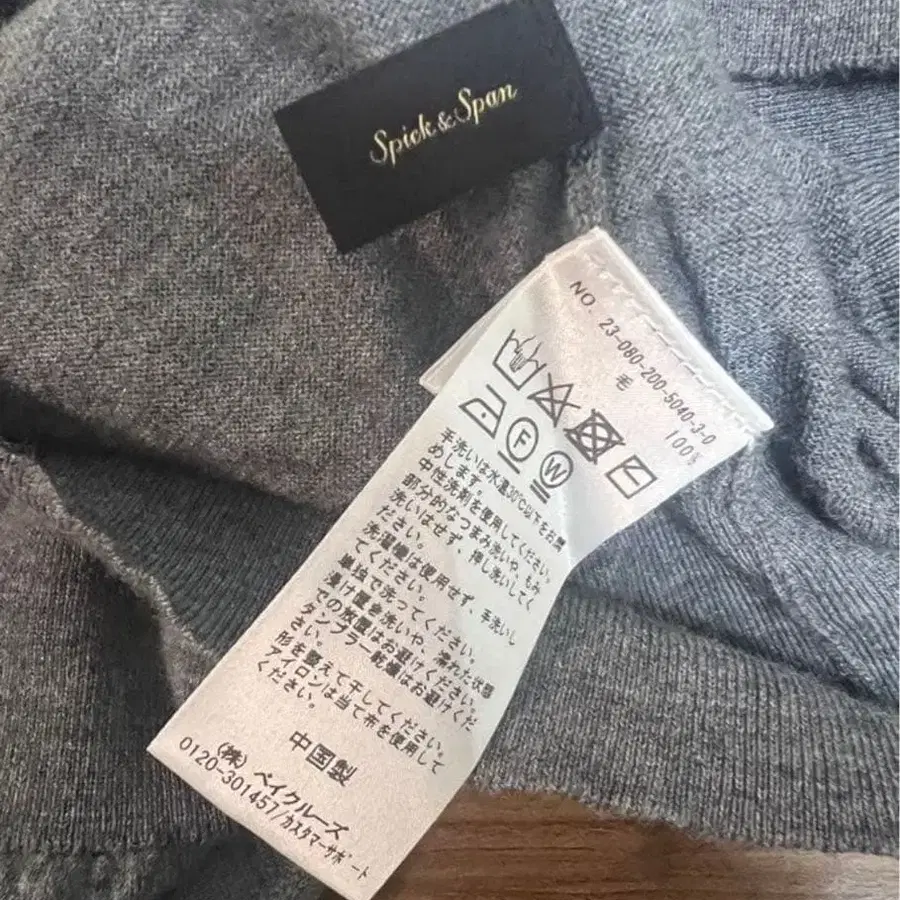 Spick & Span
NO. 23-080-200-5040-3-0
毛 100%
F
W
手洗いは水温30℃以下をお薦
めします。
中性洗剤を使用してください。
部分的なつまみ洗いや、もみ
洗いはせず、押し洗いしてく
ださい。
洗濯機は使用せず、手洗いし
てください。
単独で洗ってください。
漬け置き洗いや、濡れた状態
での放置はお避けください。
タンブラー乾燥はお避けくだ
さい。
形を整えて干してください。
アイロンは当て布を使用して
ください。
中国製
(株) ベイクルーズ
0120-301457/カスタマーサポート